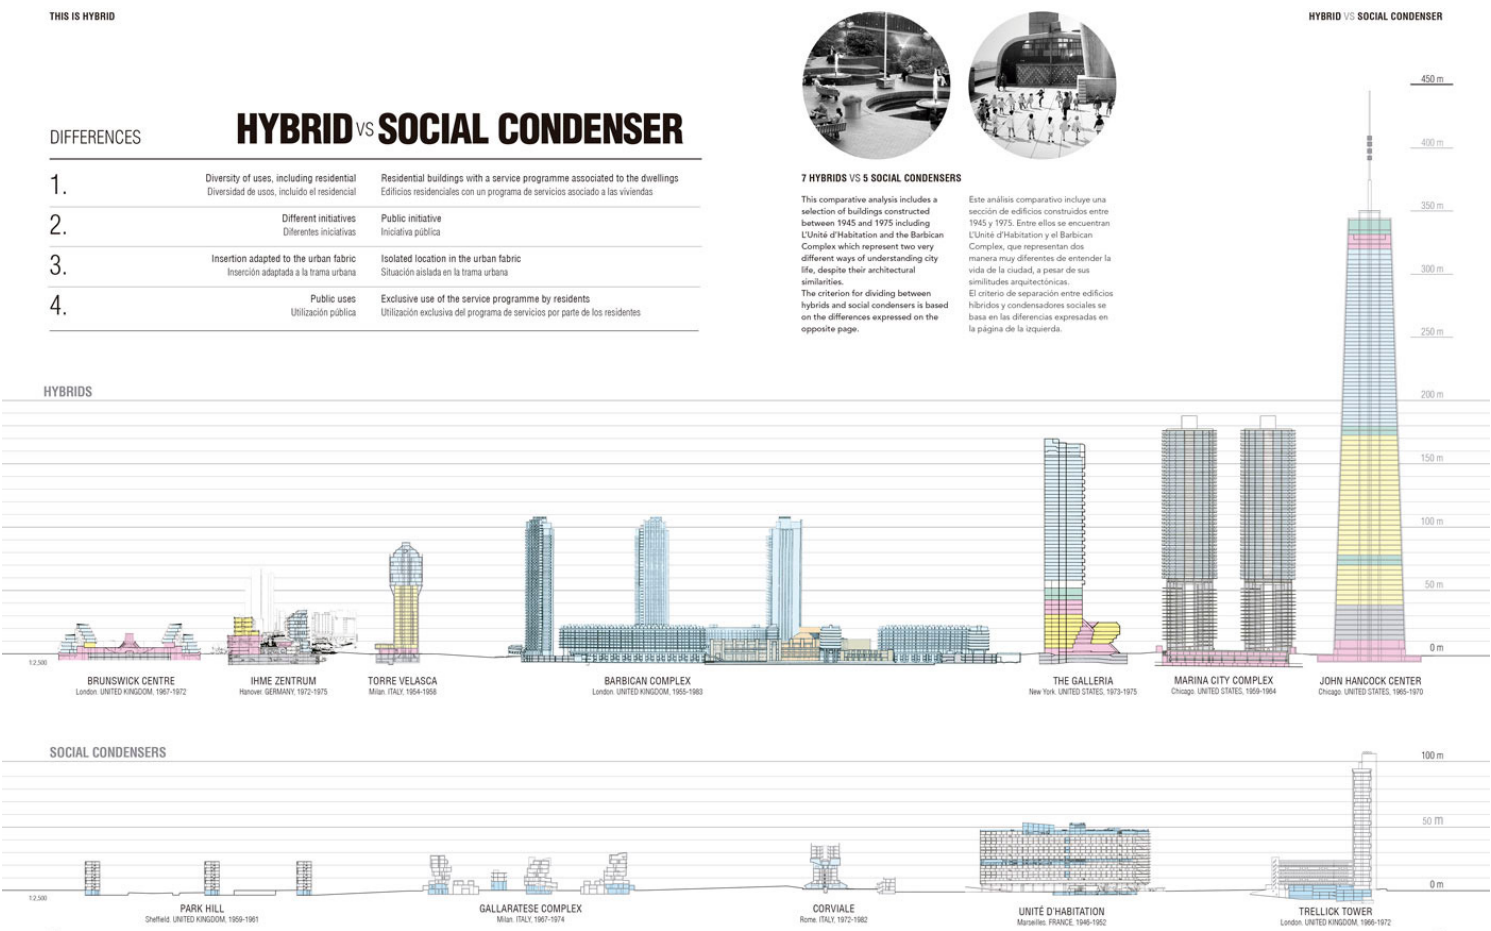 THIS IS HYBRID
HYBRID VS SOCIAL CONDENSER
DIFFERENCES
HYBRID VS SOCIAL CONDENSER
1.
Diversity of uses, including residential
Diversidad de usos, incluido el residencial
Residential buildings with a service programme associated to the dwellings
Edificios residenciales con un programa de servicios asociado a las viviendas
2.
Different initiatives
Diferentes iniciativas
Public initiative
Iniciativa pública
3.
Insertion adapted to the urban fabric
Inserción adaptada a la trama urbana
Isolated location in the urban fabric
Situación aislada en la trama urbana
4.
Public uses
Utilización pública
Exclusive use of the service programme by residents
Utilización exclusiva del programa de servicios por parte de los residentes
7 HYBRIDS VS 5 SOCIAL CONDENSERS
This comparative analysis includes a
selection of buildings constructed
between 1945 and 1975 including
L'Unité d'Habitation and the Barbican
Complex which represent two very
different ways of understanding city
life, despite their architectural
similarities.
The criterion for dividing between
hybrids and social condensers is based
on the differences expressed on the
opposite page.
Este análisis comparativo incluye una
sección de edificios construidos entre
1945 y 1975. Entre ellos se encuentran
L'Unité d'Habitation y el Barbican
Complex, que representan dos
manera muy diferentes de entender la
vida de la ciudad, a pesar de sus
similitudes arquitectónicas.
El criterio de separación entre edificios
híbridos y condensadores sociales se
basa en las diferencias expresadas en
la página de la izquierda.
450 m
400 m
350 m
300 m
250 m
200 m
150 m
100 m
50 m
0 m
HYBRIDS
1:2,500
BRUNSWICK CENTRE
London. UNITED KINGDOM, 1967-1972
IHME ZENTRUM
Hanover. GERMANY, 1972-1975
TORRE VELASCA
Milan. ITALY, 1954-1958
BARBICAN COMPLEX
London. UNITED KINGDOM, 1955-1983
THE GALLERIA
New York. UNITED STATES, 1973-1975
MARINA CITY COMPLEX
Chicago. UNITED STATES, 1959-1964
JOHN HANCOCK CENTER
Chicago. UNITED STATES, 1965-1970
SOCIAL CONDENSERS
100 m
50 m
0 m
1:2,500
PARK HILL
Sheffield. UNITED KINGDOM, 1959-1961
GALLARATESE COMPLEX
Milan. ITALY, 1967-1974
CORVIALE
Rome. ITALY, 1972-1982
UNITÉ D'HABITATION
Marseilles. FRANCE, 1946-1952
TRELLICK TOWER
London. UNITED KINGDOM, 1966-1972